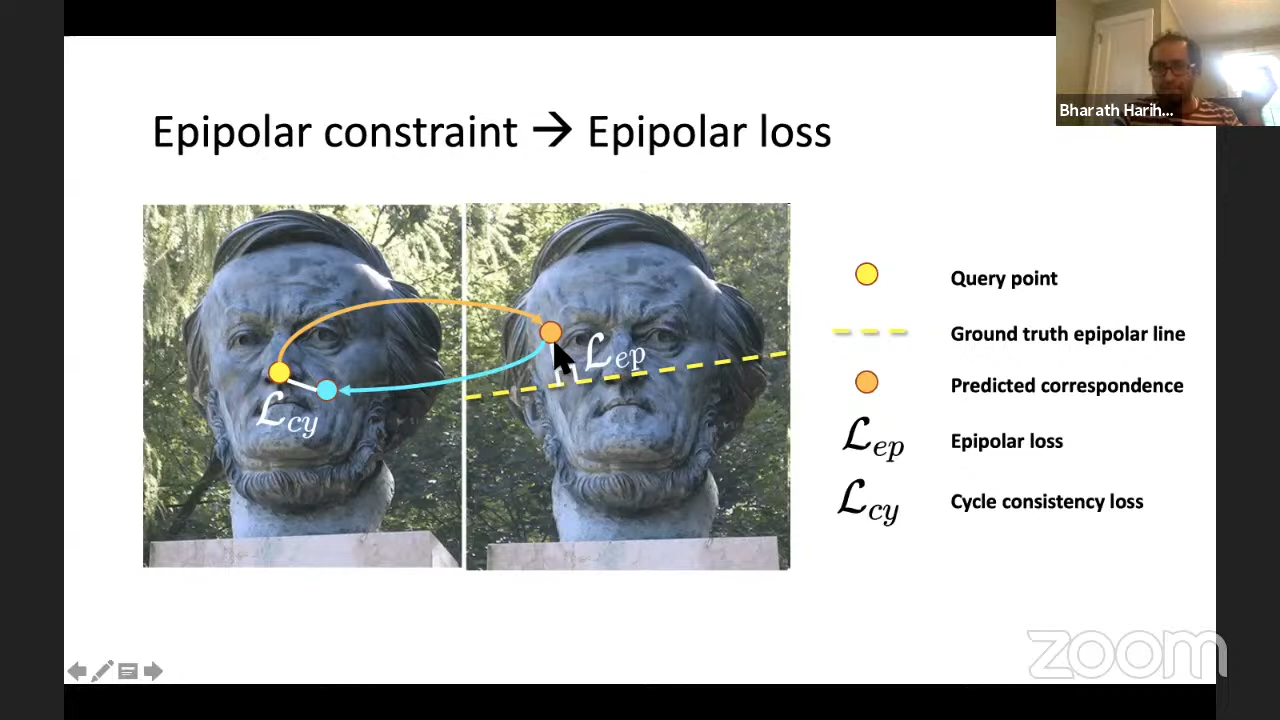 Bharath Harih...
Epipolar constraint → Epipolar loss
Query point
Ground truth epipolar line
Predicted correspondence
ℒep Epipolar loss
ℒcy Cycle consistency loss
ℒep
ℒcy
zoom